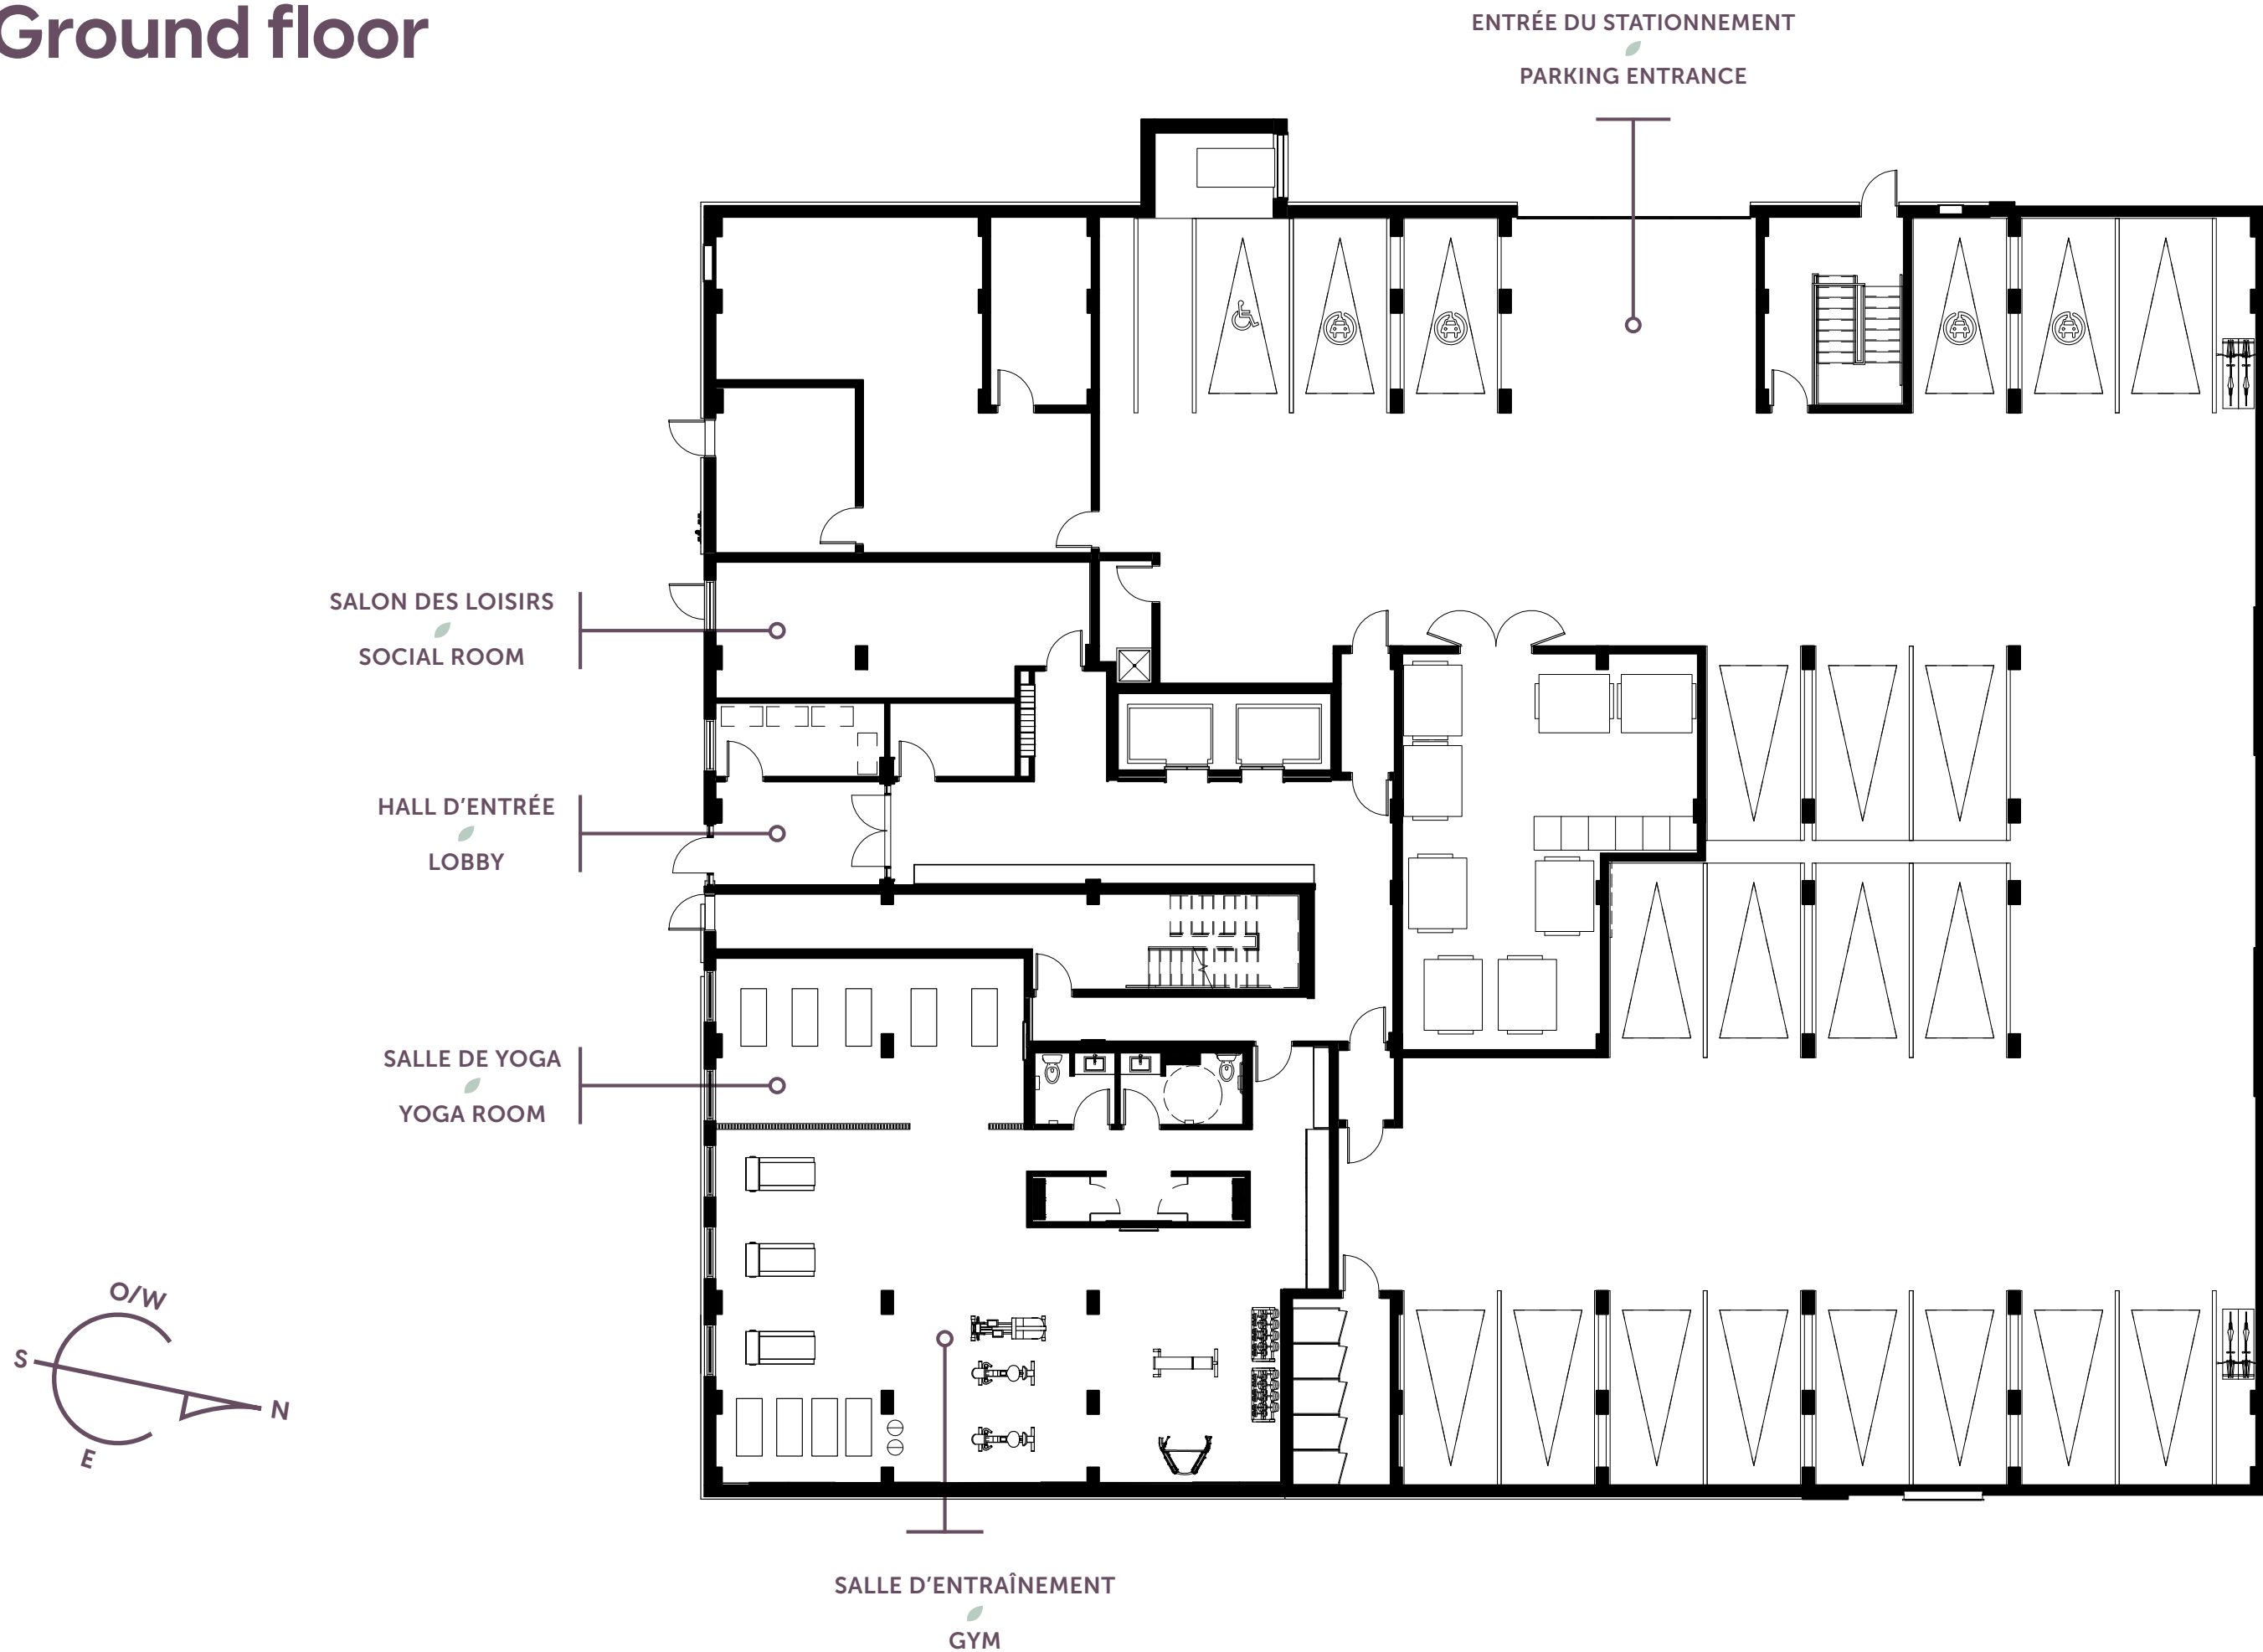 Ground floor
ENTRÉE DU STATIONNEMENT
PARKING ENTRANCE
SALON DES LOISIRS
SOCIAL ROOM
HALL D'ENTRÉE
LOBBY
SALLE DE YOGA
YOGA ROOM
O/W
S
N
E
SALLE D'ENTRAÎNEMENT
GYM